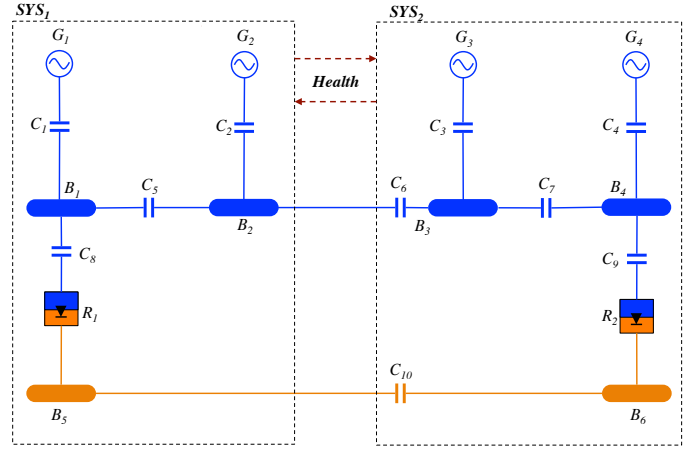 SYS₁
SYS₂
G₁
G₂
G₃
G₄
Health
C₁
C₂
C₃
C₄
B₁
C₅
C₆
C₇
B₄
B₂
B₃
C₈
C₉
R₁
R₂
C₁₀
B₅
B₆